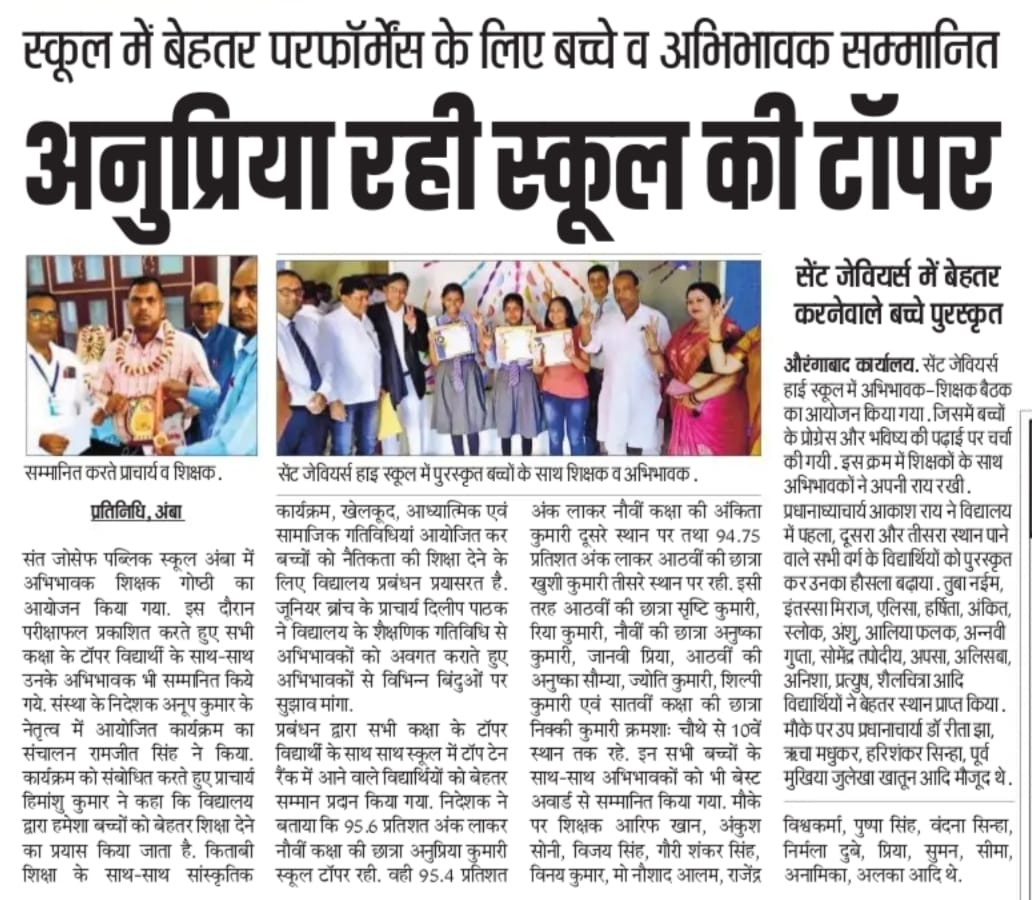 स्कूल में बेहतर परफॉर्मेंस के लिए बच्चे व अभिभावक सम्मानित
अनुप्रिया रही स्कूल की टॉपर
सम्मानित करते प्राचार्य व शिक्षक.
सेंट जेवियर्स हाइ स्कूल में पुरस्कृत बच्चों के साथ शिक्षक व अभिभावक.
प्रतिनिधि, अंबा
संत जोसेफ पब्लिक स्कूल अंबा में
अभिभावक शिक्षक गोष्ठी का
आयोजन किया गया. इस दौरान
परीक्षाफल प्रकाशित करते हुए सभी
कक्षा के टॉपर विद्यार्थी के साथ-साथ
उनके अभिभावक भी सम्मानित किये
गये. संस्था के निदेशक अनूप कुमार के
नेतृत्व में आयोजित कार्यक्रम का
संचालन रामजीत सिंह ने किया.
कार्यक्रम को संबोधित करते हुए प्राचार्य
हिमांशु कुमार ने कहा कि विद्यालय
द्वारा हमेशा बच्चों को बेहतर शिक्षा देने
का प्रयास किया जाता है. किताबी
शिक्षा के साथ-साथ सांस्कृतिक
कार्यक्रम, खेलकूद, आध्यात्मिक एवं
सामाजिक गतिविधियां आयोजित कर
बच्चों को नैतिकता की शिक्षा देने के
लिए विद्यालय प्रबंधन प्रयासरत है.
जूनियर ब्रांच के प्राचार्य दिलीप पाठक
ने विद्यालय के शैक्षणिक गतिविधि से
अभिभावकों को अवगत कराते हुए
अभिभावकों से विभिन्न बिंदुओं पर
सुझाव मांगा.
प्रबंधन द्वारा सभी कक्षा के टॉपर
विद्यार्थी के साथ साथ स्कूल में टॉप टेन
रैंक में आने वाले विद्यार्थियों को बेहतर
सम्मान प्रदान किया गया. निदेशक ने
बताया कि 95.6 प्रतिशत अंक लाकर
नौवीं कक्षा की छात्रा अनुप्रिया कुमारी
स्कूल टॉपर रही. वही 95.4 प्रतिशत
अंक लाकर नौवीं कक्षा की अंकिता
कुमारी दूसरे स्थान पर तथा 94.75
प्रतिशत अंक लाकर आठवीं की छात्रा
खुशी कुमारी तीसरे स्थान पर रही. इसी
तरह आठवीं की छात्रा सृष्टि कुमारी,
रिया कुमारी, नौवीं की छात्रा अनुष्का
कुमारी, जानवी प्रिया, आठवीं की
अनुष्का सौम्या, ज्योति कुमारी, शिल्पी
कुमारी एवं सातवीं कक्षा की छात्रा
निक्की कुमारी क्रमशः चौथे से 10वें
स्थान तक रहे. इन सभी बच्चों के
साथ-साथ अभिभावकों को भी बेस्ट
अवार्ड से सम्मानित किया गया. मौके
पर शिक्षक आरिफ खान, अंकुश
सोनी, विजय सिंह, गौरी शंकर सिंह,
विनय कुमार, मो नौशाद आलम, राजेंद्र
विश्वकर्मा, पुष्पा सिंह, वंदना सिन्हा,
निर्मला दुबे, प्रिया, सुमन, सीमा,
अनामिका, अलका आदि थे.
सेंट जेवियर्स में बेहतर
करनेवाले बच्चे पुरस्कृत
औरंगाबाद कार्यालय. सेंट जेवियर्स
हाई स्कूल में अभिभावक-शिक्षक बैठक
का आयोजन किया गया. जिसमें बच्चों
के प्रोग्रेस और भविष्य की पढ़ाई पर चर्चा
की गयी. इस क्रम में शिक्षकों के साथ
अभिभावकों ने अपनी राय रखी.
प्रधानाध्याचार्य आकाश राय ने विद्यालय
में पहला, दूसरा और तीसरा स्थान पाने
वाले सभी वर्ग के विद्यार्थियों को पुरस्कृत
कर उनका हौसला बढ़ाया. तुबा नईम,
इंतस्सा मिराज, एलिसा, हर्षिता, अंकित,
स्लोक, अंशु, आलिया फलक, अन्नवी
गुप्ता, सोमेंद्र तपोदीय, अपसा, अलिसबा,
अनिशा, प्रत्युष, शैलचित्रा आदि
विद्यार्थियों ने बेहतर स्थान प्राप्त किया.
मौके पर उप प्रधानाचार्या डॉ रीता झा,
ऋचा मधुकर, हरिशंकर सिन्हा, पूर्व
मुखिया जुलेखा खातून आदि मौजूद थे.